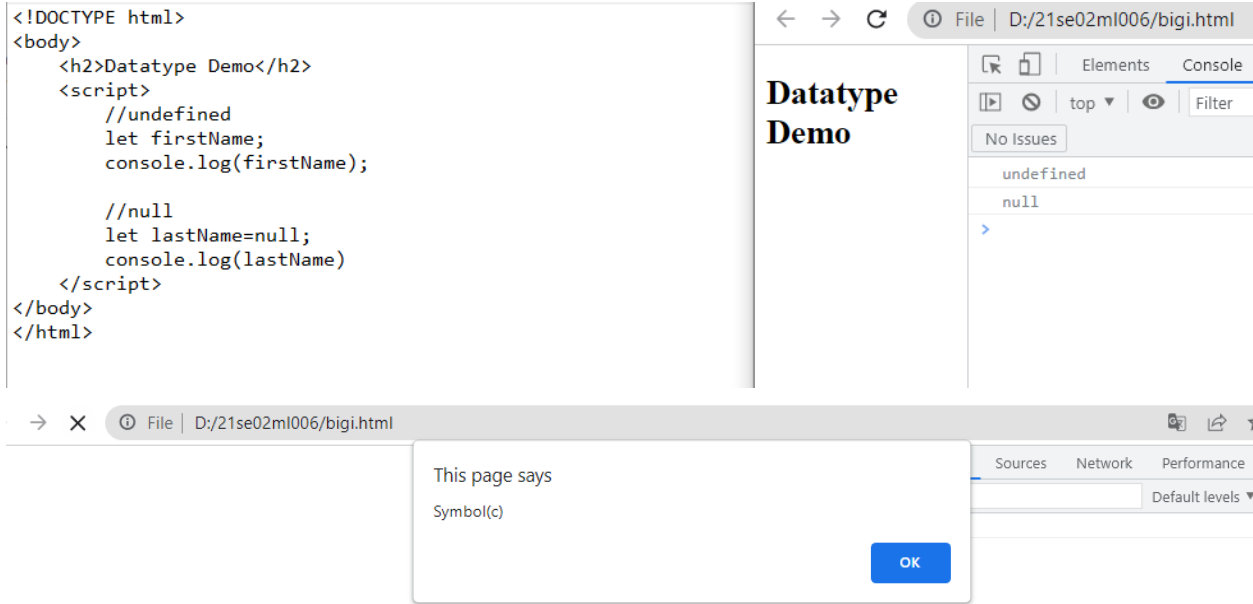 <!DOCTYPE html>
<body>
    <h2>Datatype Demo</h2>
    <script>
        //undefined
        let firstName;
        console.log(firstName);

        //null
        let lastName=null;
        console.log(lastName)
    </script>
</body>
</html>
File | D:/21se02ml006/bigi.html
Elements Console
top ▼ Filter
No Issues
Datatype
Demo
undefined
null
>
File | D:/21se02ml006/bigi.html
This page says
Symbol(c)
OK
Sources Network Performance
Default levels ▼